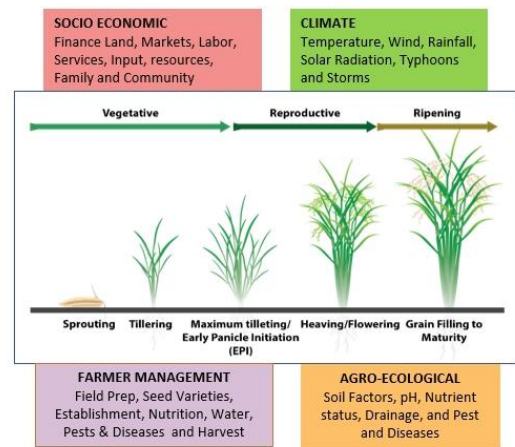 SOCIO ECONOMIC
Finance Land, Markets, Labor,
Services, Input, resources,
Family and Community
CLIMATE
Temperature, Wind, Rainfall,
Solar Radiation, Typhoons
and Storms
Vegetative
Reproductive
Ripening
Sprouting
Tillering
Maximum tilleting/
Early Panicle Initiation
(EPI)
Heaving/Flowering
Grain Filling to
Maturity
FARMER MANAGEMENT
Field Prep, Seed Varieties,
Establishment, Nutrition, Water,
Pests & Diseases and Harvest
AGRO-ECOLOGICAL
Soil Factors, pH, Nutrient
status, Drainage, and Pest
and Diseases